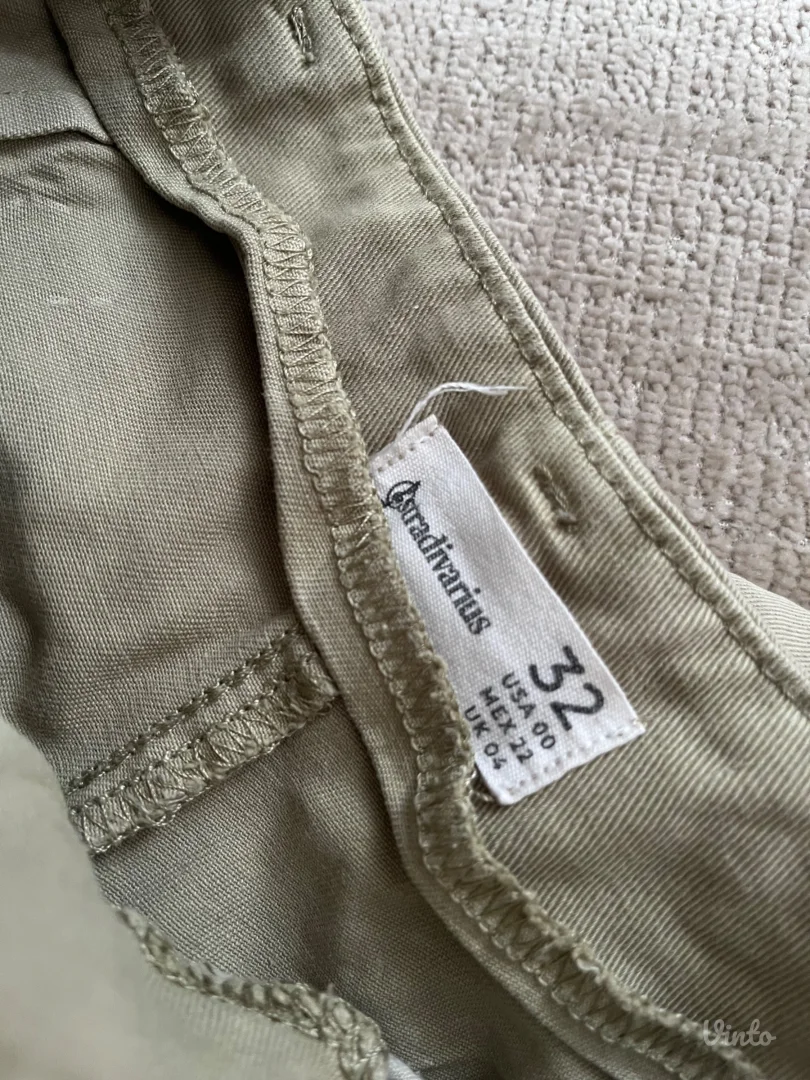 stradivarius
32
USA 00
MEX 22
UK 04
Vinto